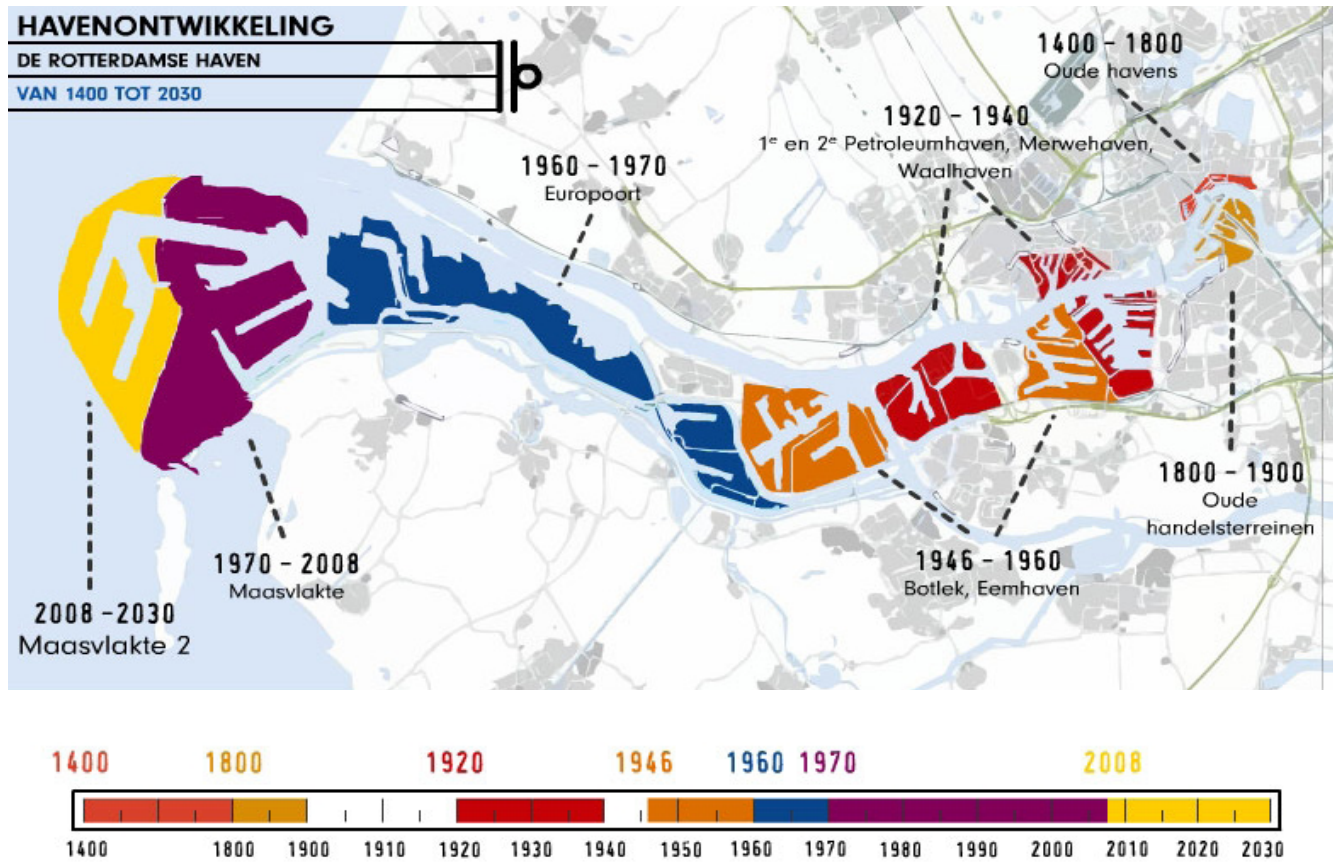 HAVENONTWIKKELING
DE ROTTERDAMSE HAVEN
VAN 1400 TOT 2030
1400 – 1800
Oude havens
1920 – 1940
1e en 2e Petroleumhaven, Merwehaven,
Waalhaven
1960 – 1970
Europoort
1800 – 1900
Oude
handelsterreinen
1970 – 2008
Maasvlakte
1946 – 1960
Botlek, Eemhaven
2008 –2030
Maasvlakte 2
1400 1800 1920 1946 1960 1970 2008
1400 1800 1900 1910 1920 1930 1940 1950 1960 1970 1980 1990 2000 2010 2020 2030